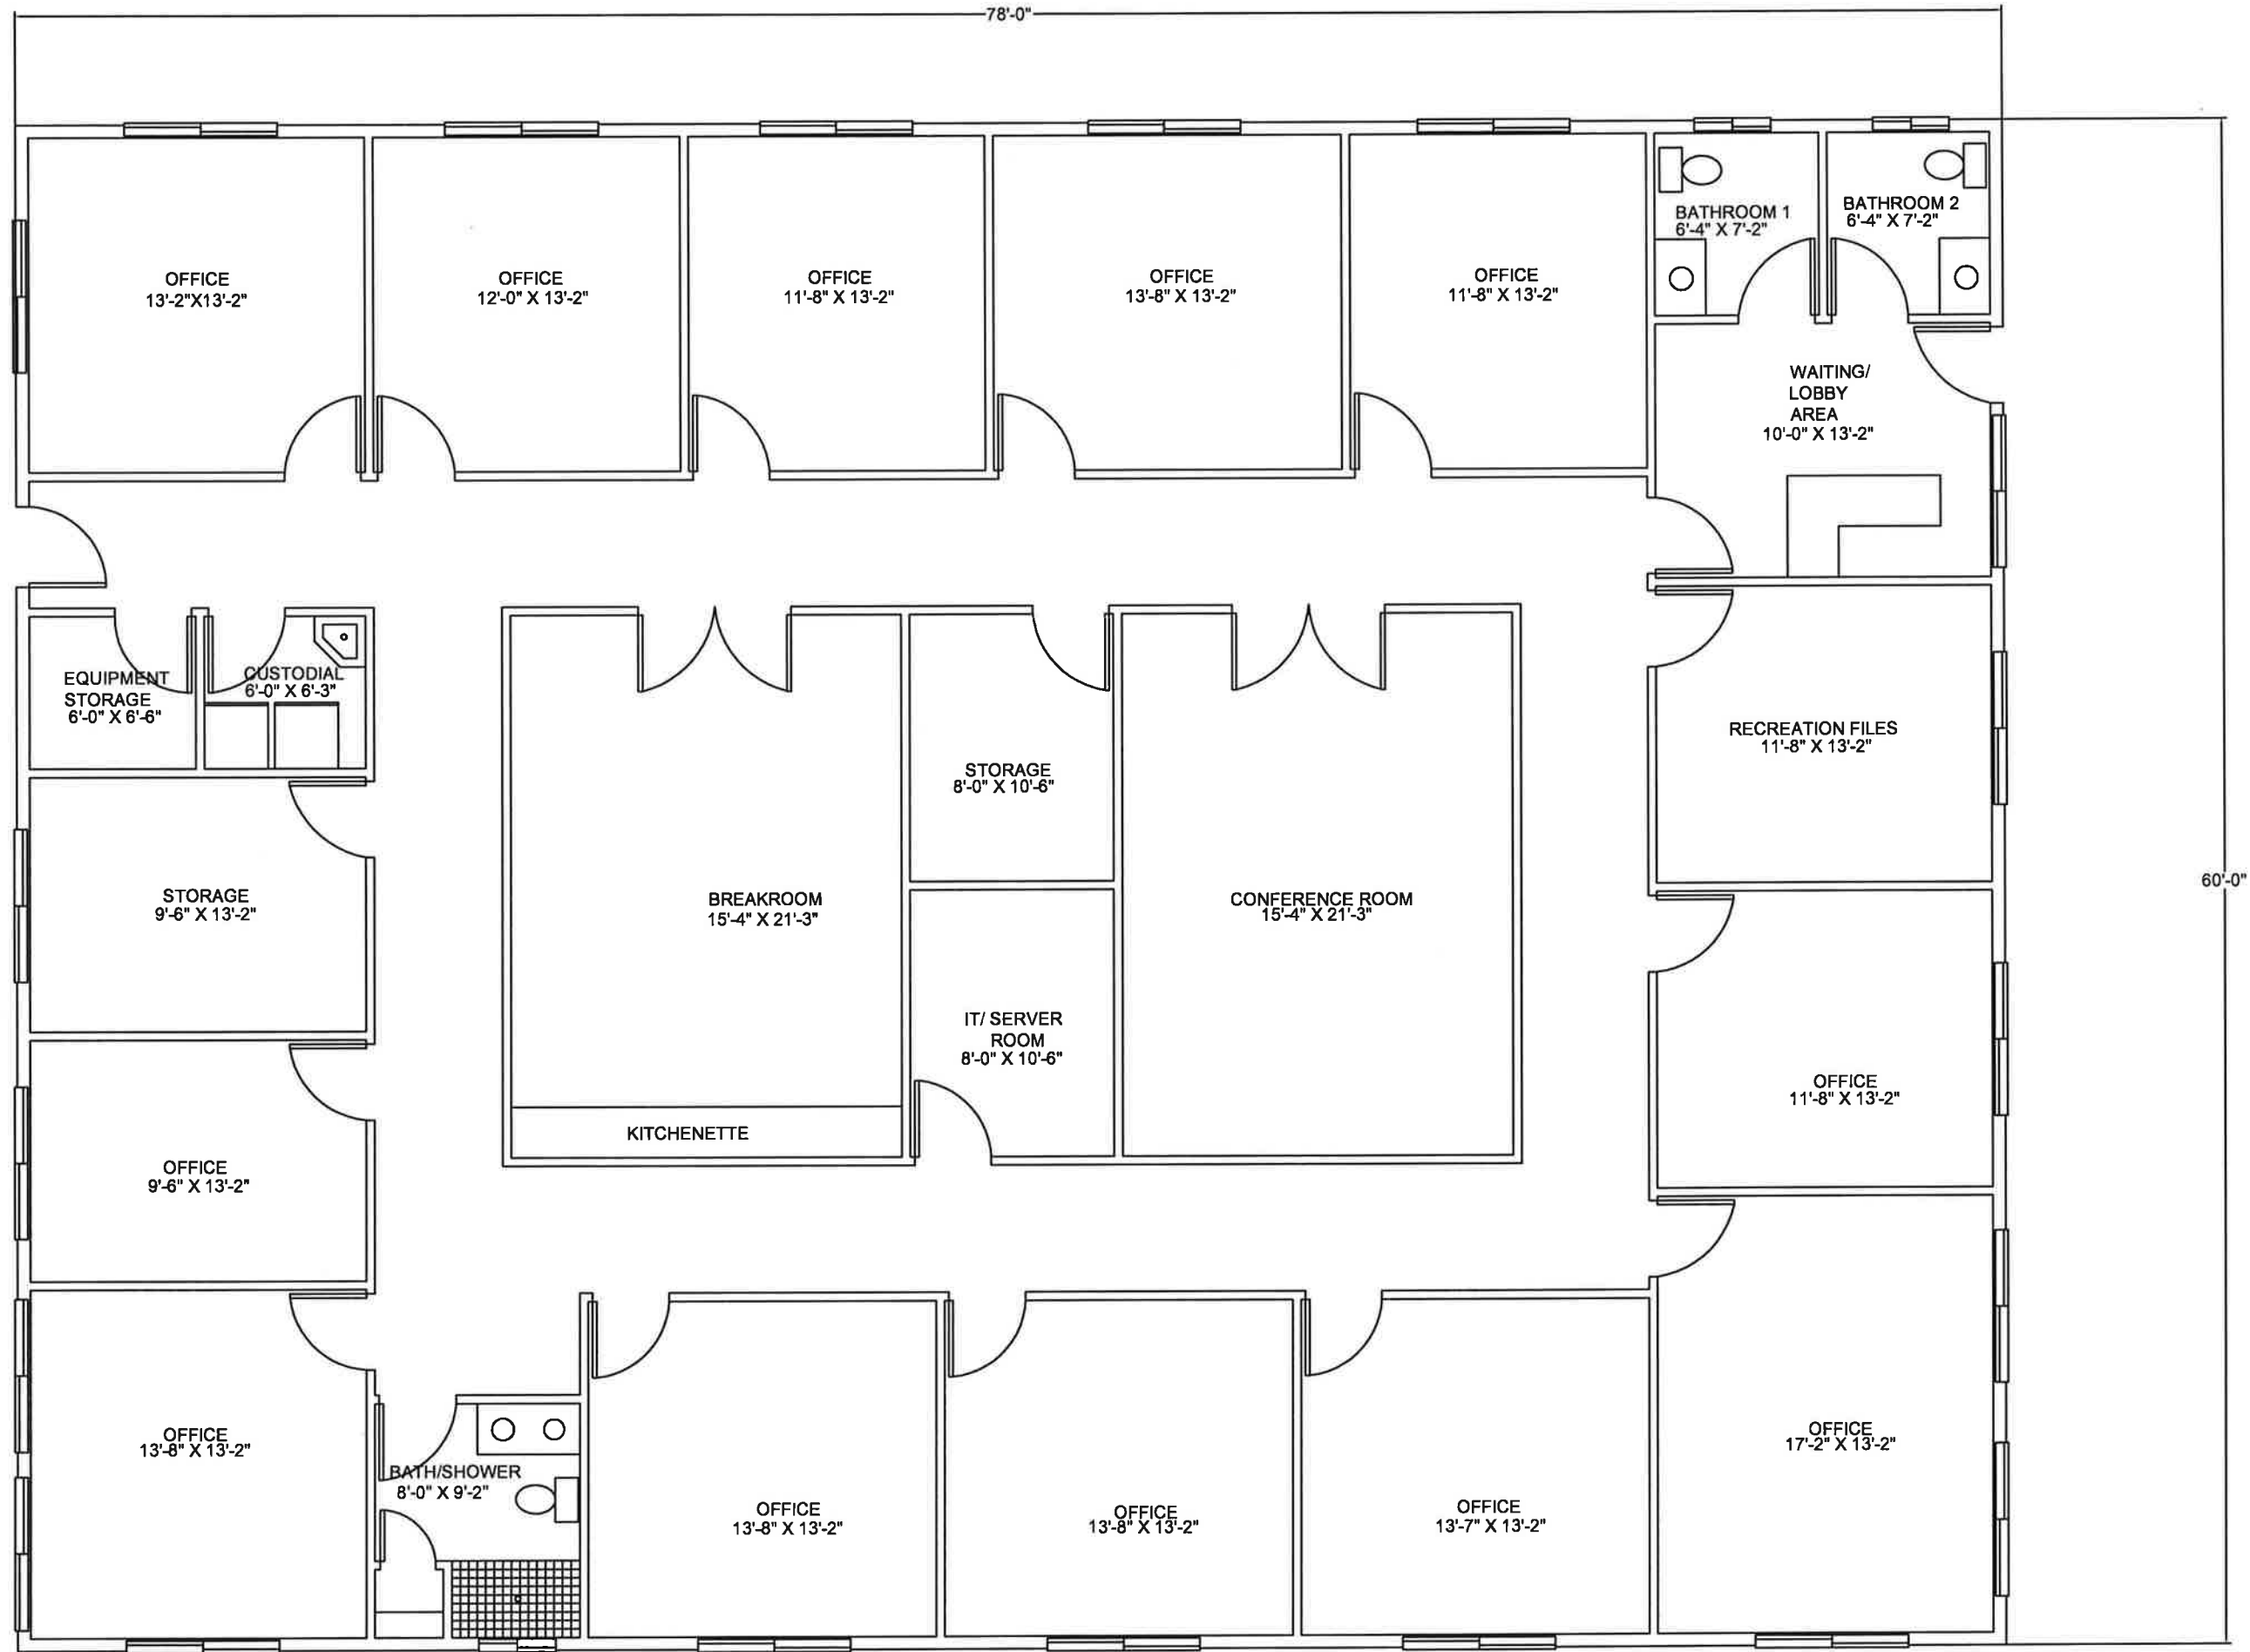 78'-0"
OFFICE
13'-2"X13'-2"
OFFICE
12'-0" X 13'-2"
OFFICE
11'-8" X 13'-2"
OFFICE
13'-8" X 13'-2"
OFFICE
11'-8" X 13'-2"
BATHROOM 1
6'-4" X 7'-2"
BATHROOM 2
6'-4" X 7'-2"
WAITING/
LOBBY
AREA
10'-0" X 13'-2"
EQUIPMENT
STORAGE
6'-0" X 6'-6"
CUSTODIAL
6'-0" X 6'-3"
STORAGE
8'-0" X 10'-6"
RECREATION FILES
11'-8" X 13'-2"
STORAGE
9'-6" X 13'-2"
BREAKROOM
15'-4" X 21'-3"
CONFERENCE ROOM
15'-4" X 21'-3"
60'-0"
IT/ SERVER
ROOM
8'-0" X 10'-6"
OFFICE
11'-8" X 13'-2"
KITCHENETTE
OFFICE
9'-6" X 13'-2"
OFFICE
13'-8" X 13'-2"
BATH/SHOWER
8'-0" X 9'-2"
OFFICE
13'-8" X 13'-2"
OFFICE
13'-8" X 13'-2"
OFFICE
13'-7" X 13'-2"
OFFICE
17'-2" X 13'-2"